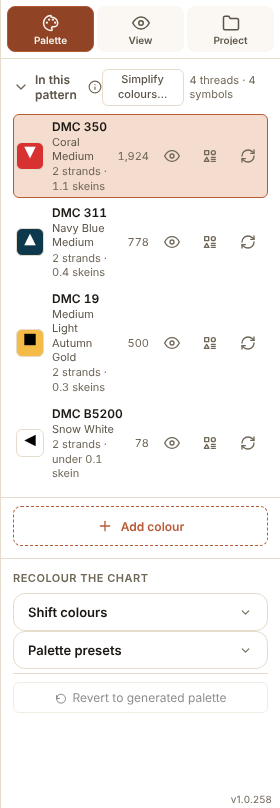 Palette
View
Project
In this
pattern
Simplify
colours...
4 threads · 4
symbols
DMC 350
Coral
Medium
2 strands ·
1.1 skeins
1,924
DMC 311
Navy Blue
Medium
2 strands ·
0.4 skeins
778
DMC 19
Medium
Light
Autumn
Gold
2 strands ·
0.3 skeins
500
DMC B5200
Snow White
2 strands ·
under 0.1
skein
78
+ Add colour
RECOLOUR THE CHART
Shift colours
Palette presets
Revert to generated palette
v1.0.258